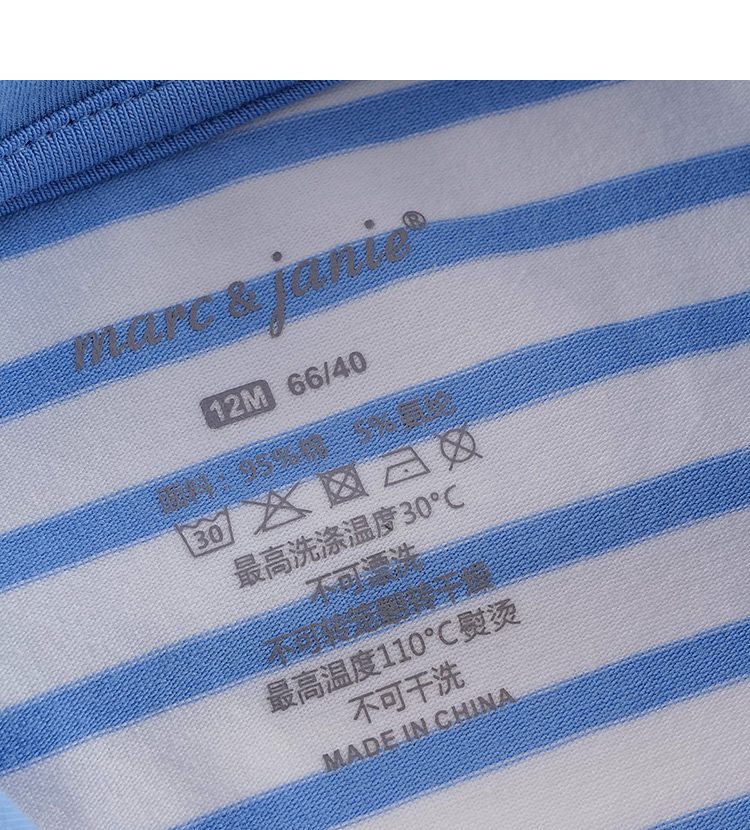 marc & janie®
12M 66/40
面料：95%棉 5%氨纶
30
最高洗涤温度30°C
不可漂洗
不可转笼翻转干燥
最高温度110°C熨烫
不可干洗
MADE IN CHINA